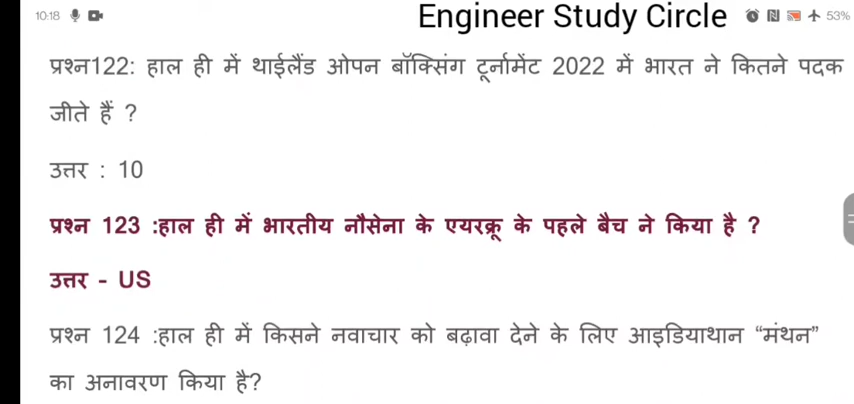 10:18
Engineer Study Circle
53%
प्रश्न122: हाल ही में थाईलैंड ओपन बॉक्सिंग टूर्नामेंट 2022 में भारत ने कितने पदक
जीते हैं ?
उत्तर : 10
प्रश्न 123 :हाल ही में भारतीय नौसेना के एयरक्रू के पहले बैच ने किया है ?
उत्तर - US
प्रश्न 124 :हाल ही में किसने नवाचार को बढ़ावा देने के लिए आइडियाथान “मंथन”
का अनावरण किया है?